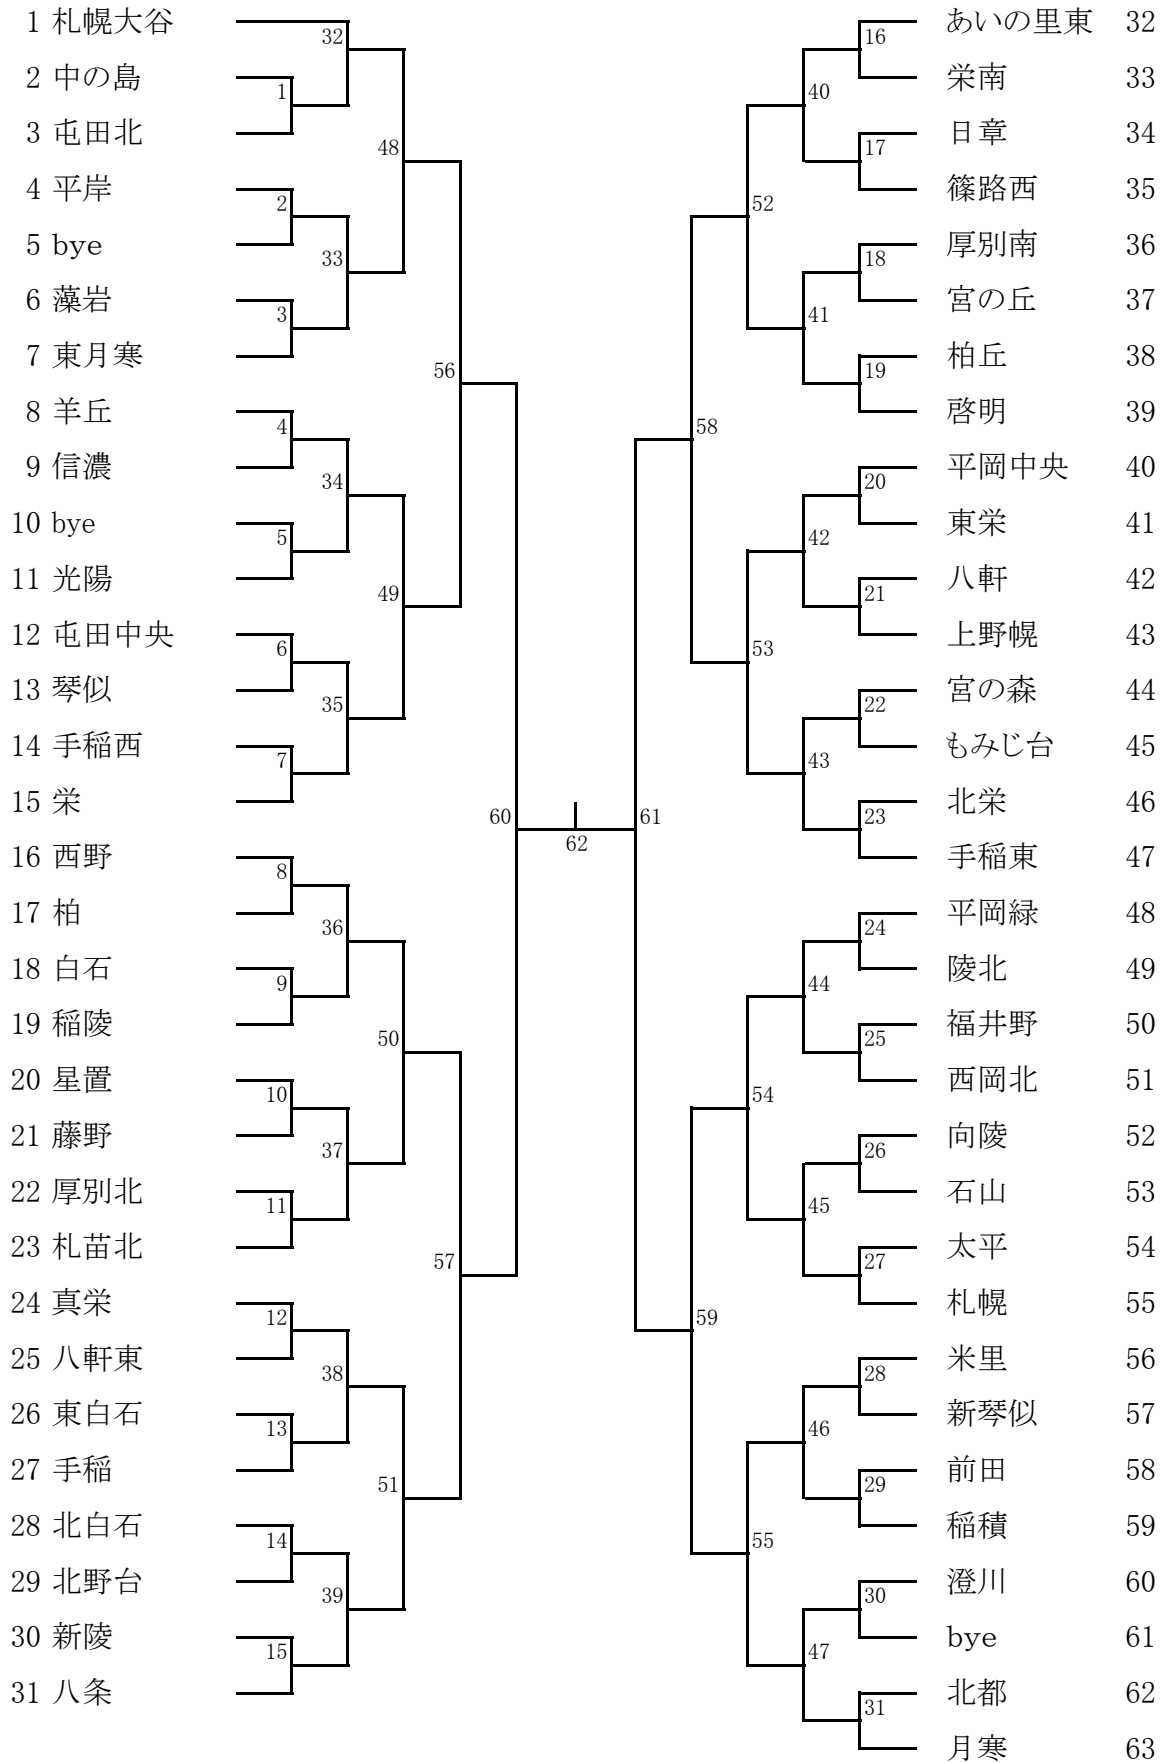 1 札幌大谷
2 中の島
3 屯田北
4 平岸
5 bye
6 藻岩
7 東月寒
8 羊丘
9 信濃
10 bye
11 光陽
12 屯田中央
13 琴似
14 手稲西
15 栄
16 西野
17 柏
18 白石
19 稲陵
20 星置
21 藤野
22 厚別北
23 札苗北
24 真栄
25 八軒東
26 東白石
27 手稲
28 北白石
29 北野台
30 新陵
31 八条
32
1
2
3
4
5
6
7
8
9
10
11
12
13
14
15
33
34
35
36
37
38
39
48
49
50
51
56
57
60
62
61
58
59
52
53
54
55
40
41
42
43
44
45
46
47
16
17
18
19
20
21
22
23
24
25
26
27
28
29
30
31
あいの里東 32
栄南 33
日章 34
篠路西 35
厚別南 36
宮の丘 37
柏丘 38
啓明 39
平岡中央 40
東栄 41
八軒 42
上野幌 43
宮の森 44
もみじ台 45
北栄 46
手稲東 47
平岡緑 48
陵北 49
福井野 50
西岡北 51
向陵 52
石山 53
太平 54
札幌 55
米里 56
新琴似 57
前田 58
稲積 59
澄川 60
bye 61
北都 62
月寒 63